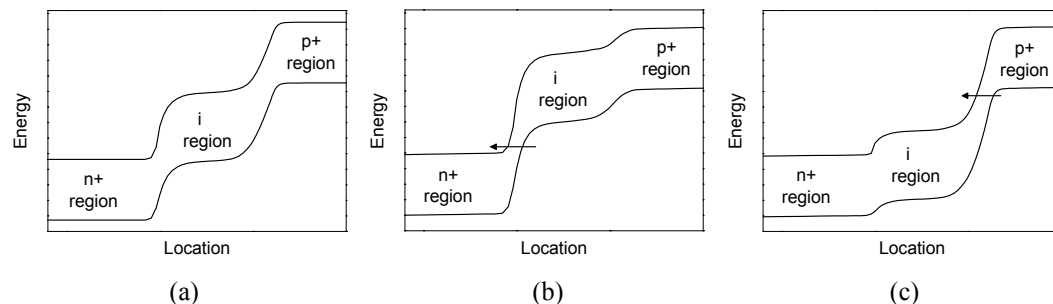 Energy
p+
region
i
region
n+
region
Location
(a)
Energy
p+
region
i
region
n+
region
Location
(b)
Energy
p+
region
i
region
n+
region
Location
(c)